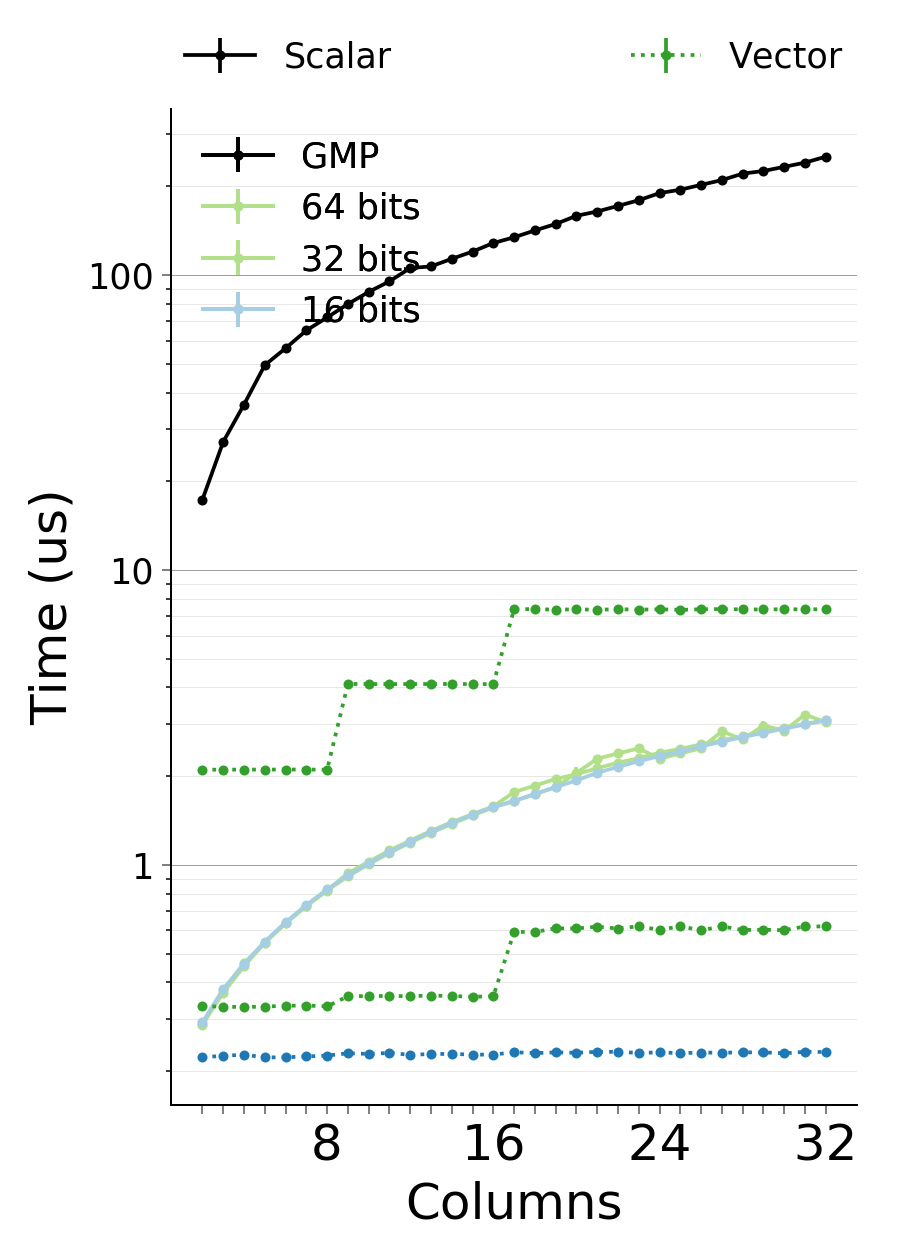 Scalar Vector
GMP
64 bits
32 bits
16 bits
100
10
1
Time (us)
8 16 24 32
Columns